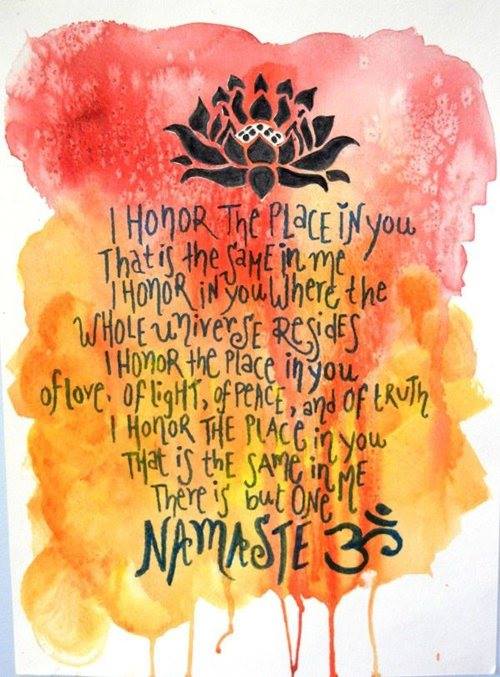 I HONOR THE PLACE iN you
That is the SAME in me
I HONOR in you Where the
WHOLE universe Resides
I HONOR the Place in you
of love, of light, of PEACE, and of tRuth
I HONOR THE PLACE in you
THAT is thE SAME in ME
There is but ONE
NAMASTE ॐ